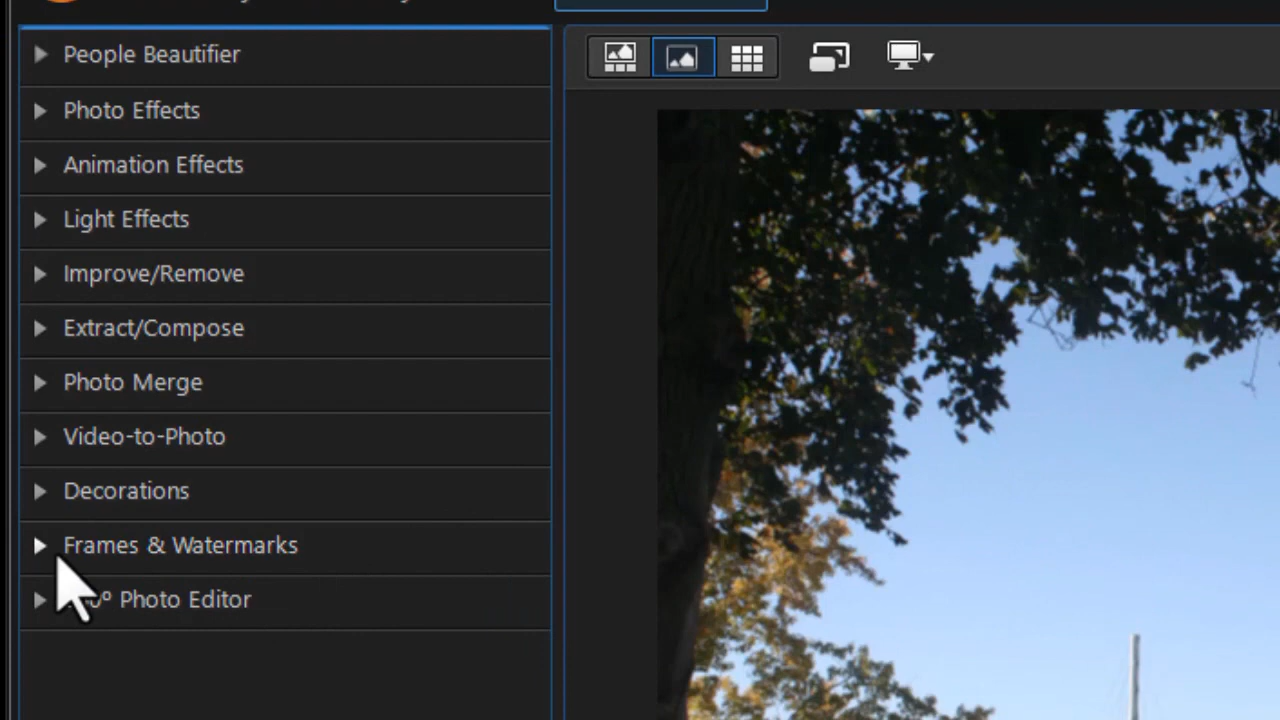 People Beautifier
Photo Effects
Animation Effects
Light Effects
Improve/Remove
Extract/Compose
Photo Merge
Video-to-Photo
Decorations
Frames & Watermarks
Photo Editor